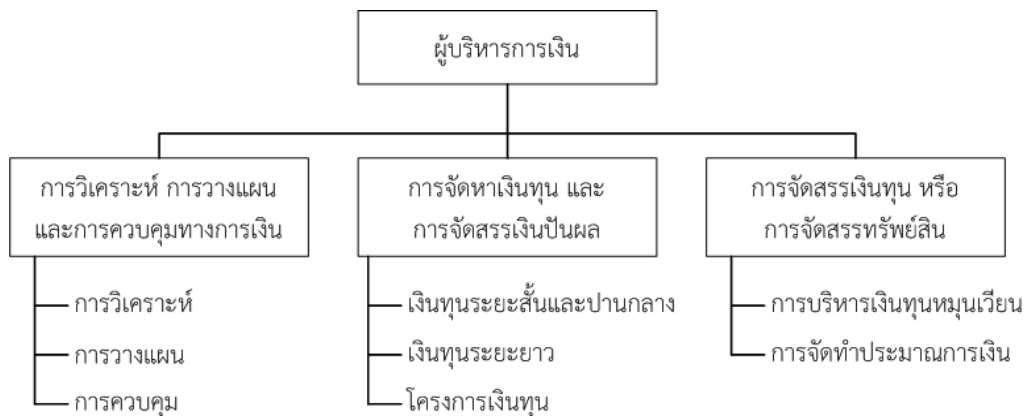 ผู้บริหารการเงิน
การวิเคราะห์ การวางแผน
และการควบคุมทางการเงิน
การวิเคราะห์
การวางแผน
การควบคุม
การจัดหาเงินทุน และ
การจัดสรรเงินปันผล
เงินทุนระยะสั้นและปานกลาง
เงินทุนระยะยาว
โครงการเงินทุน
การจัดสรรเงินทุน หรือ
การจัดสรรทรัพย์สิน
การบริหารเงินทุนหมุนเวียน
การจัดทำประมาณการเงิน